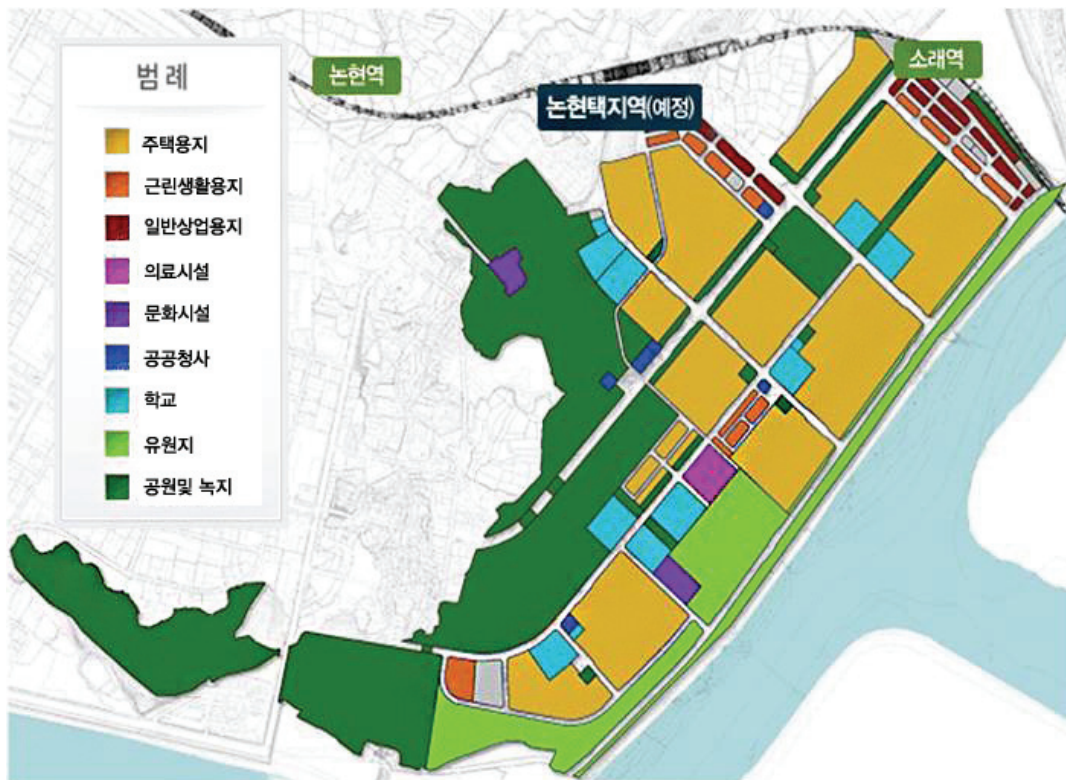 범례
주택용지
근린생활용지
일반상업용지
의료시설
문화시설
공공청사
학교
유원지
공원및 녹지
논현역
소래역
논현택지역(예정)